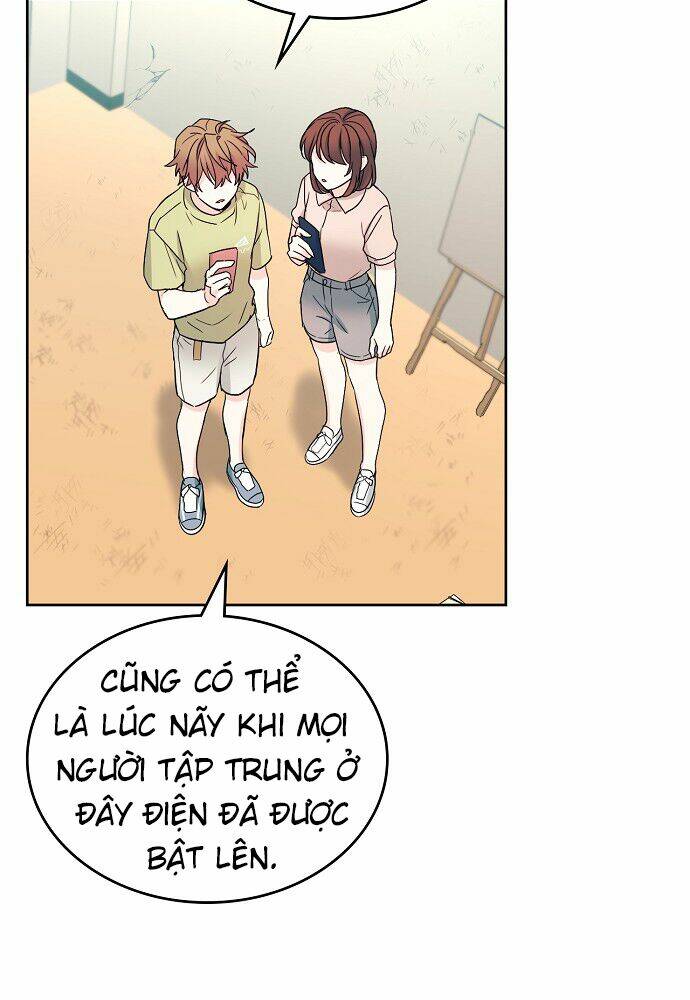 CŨNG CÓ THỂ
LÀ LÚC NÃY KHI MỌI
NGƯỜI TẬP TRUNG Ở
ĐÂY ĐIỆN ĐÃ ĐƯỢC
BẬT LÊN.